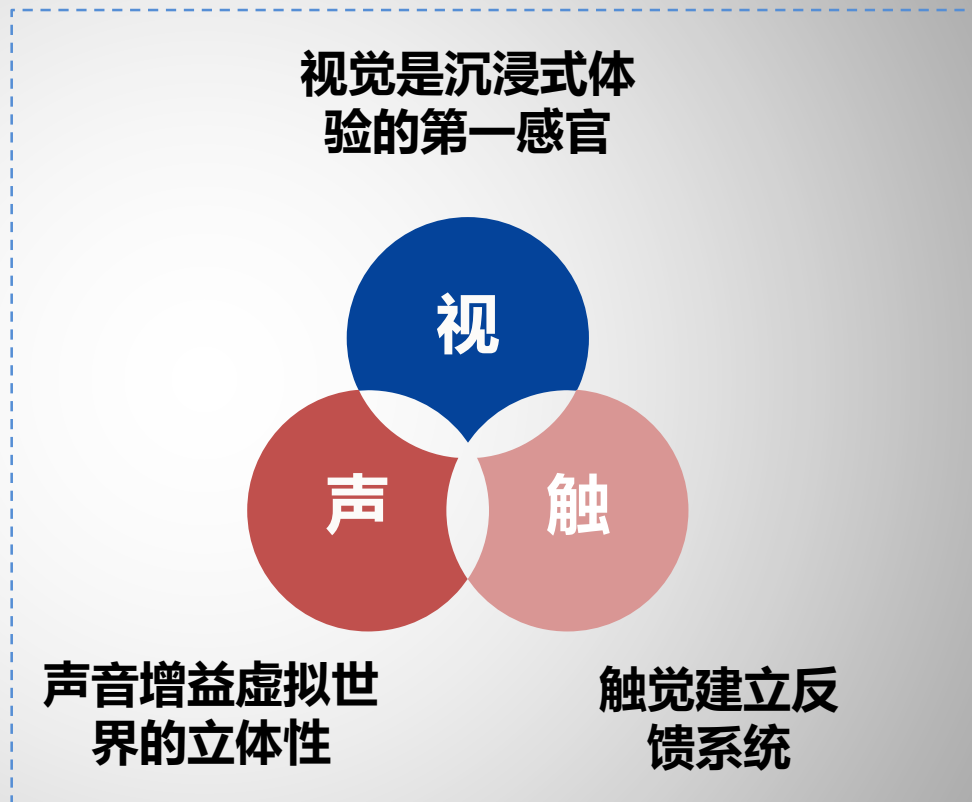 视觉是沉浸式体
验的第一感官
视
声
触
声音增益虚拟世
界的立体性
触觉建立反
馈系统